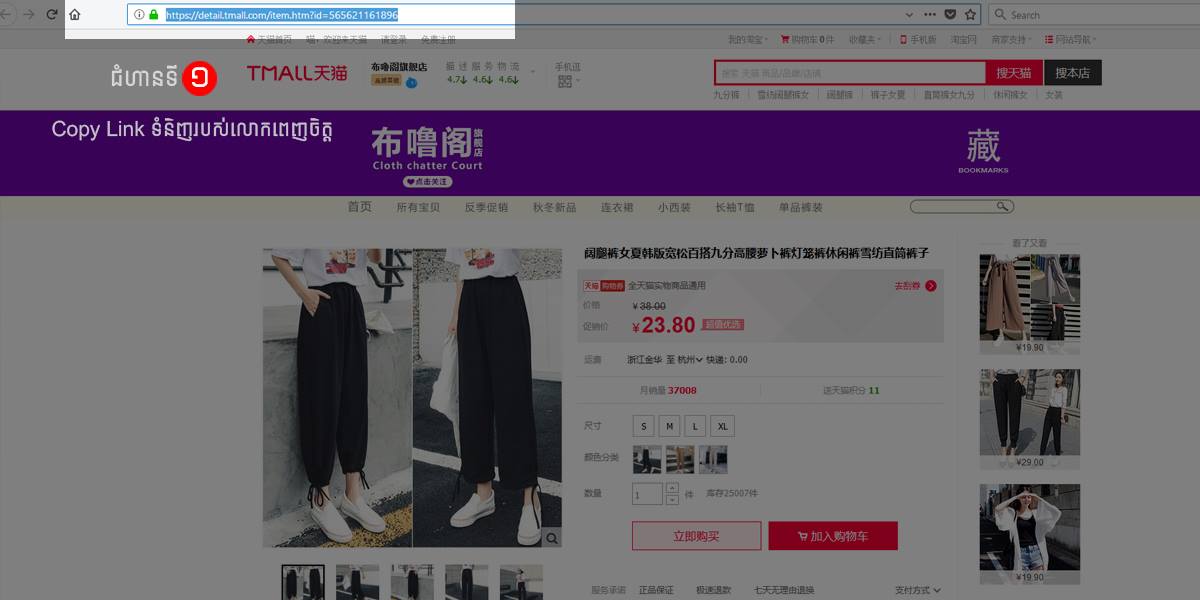 https://detail.tmall.com/item.htm?id=565621161896
Search
天猫首页 喵，欢迎来天猫 请登录 免费注册
我的淘宝 购物车0件 收藏夹 手机版 淘宝网 商家支持 网站导航
ជំហានទី ១
TMALL天猫
布噜阁旗舰店
描述 服务 物流
4.7↓ 4.6↓ 4.6↓
手机逛
搜索 天猫 商品/品牌/店铺
搜天猫
搜本店
九分裤 雪纺阔腿裤女 阔腿裤 裤子女夏 直筒裤女九分 休闲裤女 女装
Copy Link ទំនិញរបស់លោកពេញចិត្ត
布噜阁旗舰店
Cloth chatter Court
点击关注
藏
BOOKMARKS
首页 所有宝贝 反季促销 秋冬新品 连衣裙 小西装 长袖T恤 单品裤装
阔腿裤女夏韩版宽松百搭九分高腰萝卜裤灯笼裤休闲裤雪纺直筒裤子
天猫 购物券 全天猫实物商品通用
去刮券
价格 ¥38.00
促销价 ¥23.80 超值优选
运费 浙江金华 至 杭州 快递: 0.00
月销量 37008
送天猫积分 11
尺寸 S M L XL
颜色分类
数量 1 件 库存25007件
立即购买
加入购物车
服务承诺 正品保证 极速退款 七天无理由退换 支付方式
看了又看
¥19.90
¥29.00
¥19.90